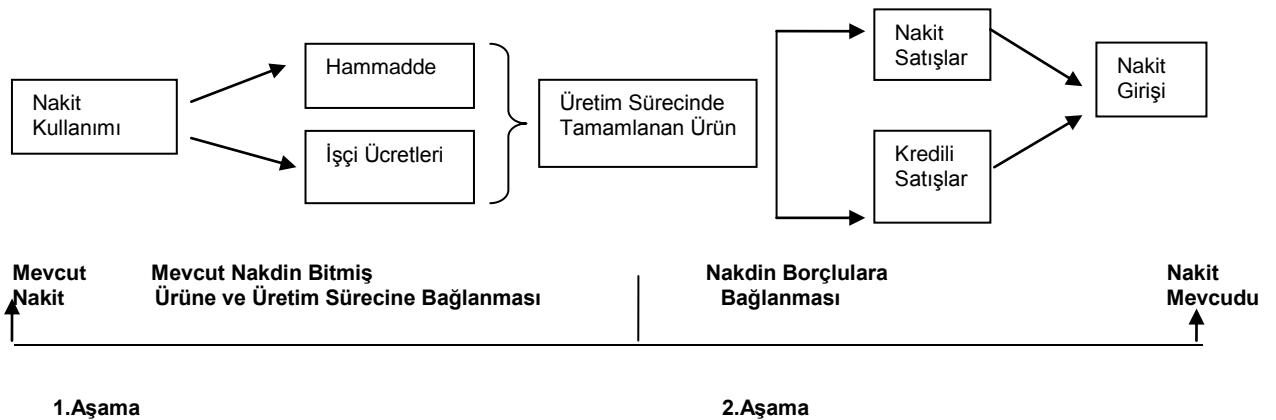 Nakit
Kullanımı
Hammadde
İşçi Ücretleri
Üretim Sürecinde
Tamamlanan Ürün
Nakit
Satışlar
Kredili
Satışlar
Nakit
Girişi
Mevcut
Nakit
Mevcut Nakdin Bitmiş
Ürüne ve Üretim Sürecine Bağlanması
Nakdin Borçlulara
Bağlanması
Nakit
Mevcudu
1.Aşama
2.Aşama